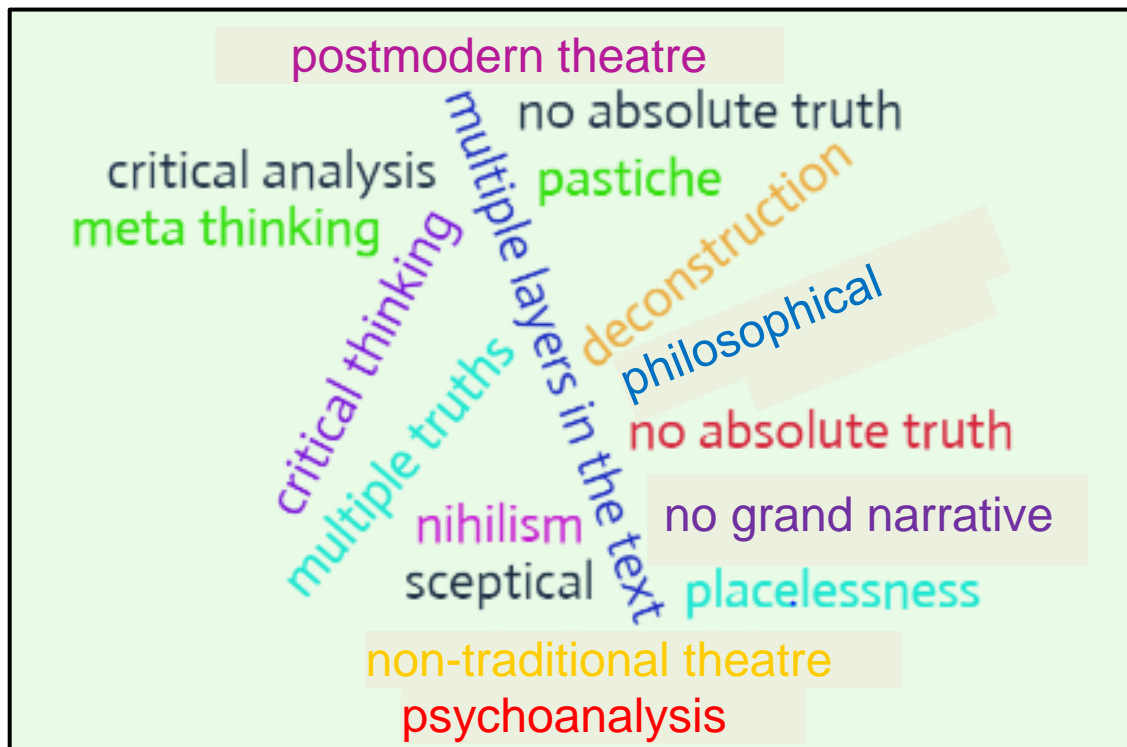 postmodern theatre
no absolute truth
multiple layers in the text
critical analysis
pastiche
deconstruction
meta thinking
critical thinking
philosophical
multiple truths
no absolute truth
nihilism
no grand narrative
sceptical
placelessness
non-traditional theatre
psychoanalysis